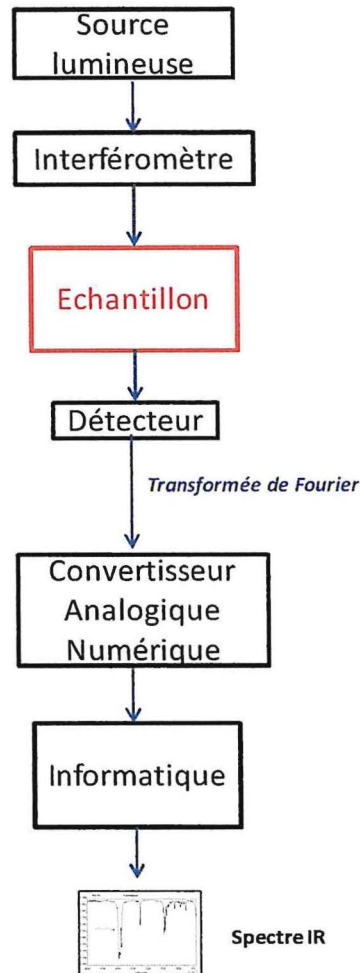 Source
lumineuse
Interféromètre
Echantillon
Détecteur
Transformée de Fourier
Convertisseur
Analogique
Numérique
Informatique
Spectre IR